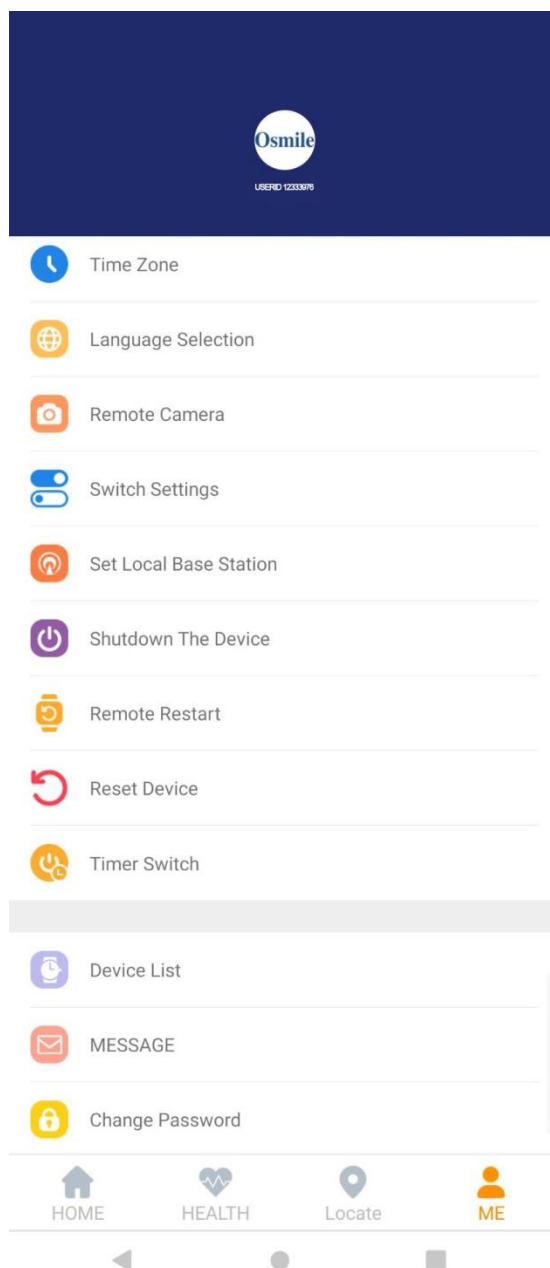 Osmile
USERID 12333976
Time Zone
Language Selection
Remote Camera
Switch Settings
Set Local Base Station
Shutdown The Device
Remote Restart
Reset Device
Timer Switch
Device List
MESSAGE
Change Password
HOME HEALTH Locate ME